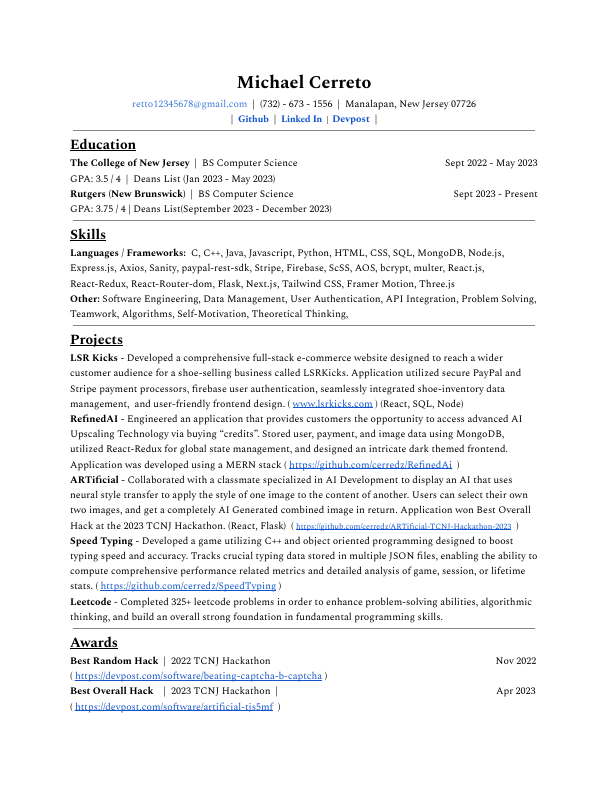 Michael Cerreto
retto12345678@gmail.com | (732) - 673 - 1556 | Manalapan, New Jersey 07726
| Github | Linked In | Devpost |
Education
The College of New Jersey | BS Computer Science Sept 2022 - May 2023
GPA: 3.5 / 4 | Deans List (Jan 2023 - May 2023)
Rutgers (New Brunswick) | BS Computer Science Sept 2023 - Present
GPA: 3.75 / 4 | Deans List(September 2023 - December 2023)
Skills
Languages / Frameworks: C, C++, Java, Javascript, Python, HTML, CSS, SQL, MongoDB, Node.js,
Express.js, Axios, Sanity, paypal-rest-sdk, Stripe, Firebase, ScSS, AOS, bcrypt, multer, React.js,
React-Redux, React-Router-dom, Flask, Next.js, Tailwind CSS, Framer Motion, Three.js
Other: Software Engineering, Data Management, User Authentication, API Integration, Problem Solving,
Teamwork, Algorithms, Self-Motivation, Theoretical Thinking,
Projects
LSR Kicks - Developed a comprehensive full-stack e-commerce website designed to reach a wider
customer audience for a shoe-selling business called LSRKicks. Application utilized secure PayPal and
Stripe payment processors, firebase user authentication, seamlessly integrated shoe-inventory data
management, and user-friendly frontend design. ( www.lsrkicks.com ) (React, SQL, Node)
RefinedAI - Engineered an application that provides customers the opportunity to access advanced AI
Upscaling Technology via buying “credits”. Stored user, payment, and image data using MongoDB,
utilized React-Redux for global state management, and designed an intricate dark themed frontend.
Application was developed using a MERN stack ( https://github.com/cerredz/RefinedAi )
ARTificial - Collaborated with a classmate specialized in AI Development to display an AI that uses
neural style transfer to apply the style of one image to the content of another. Users can select their own
two images, and get a completely AI Generated combined image in return. Application won Best Overall
Hack at the 2023 TCNJ Hackathon. (React, Flask) ( https://github.com/cerredz/ARTificial-TCNJ-Hackathon-2023 )
Speed Typing - Developed a game utilizing C++ and object oriented programming designed to boost
typing speed and accuracy. Tracks crucial typing data stored in multiple JSON files, enabling the ability to
compute comprehensive performance related metrics and detailed analysis of game, session, or lifetime
stats. ( https://github.com/cerredz/SpeedTyping )
Leetcode - Completed 325+ leetcode problems in order to enhance problem-solving abilities, algorithmic
thinking, and build an overall strong foundation in fundamental programming skills.
Awards
Best Random Hack | 2022 TCNJ Hackathon Nov 2022
( https://devpost.com/software/beating-captcha-b-captcha )
Best Overall Hack | 2023 TCNJ Hackathon | Apr 2023
( https://devpost.com/software/artificial-tjs5mf )